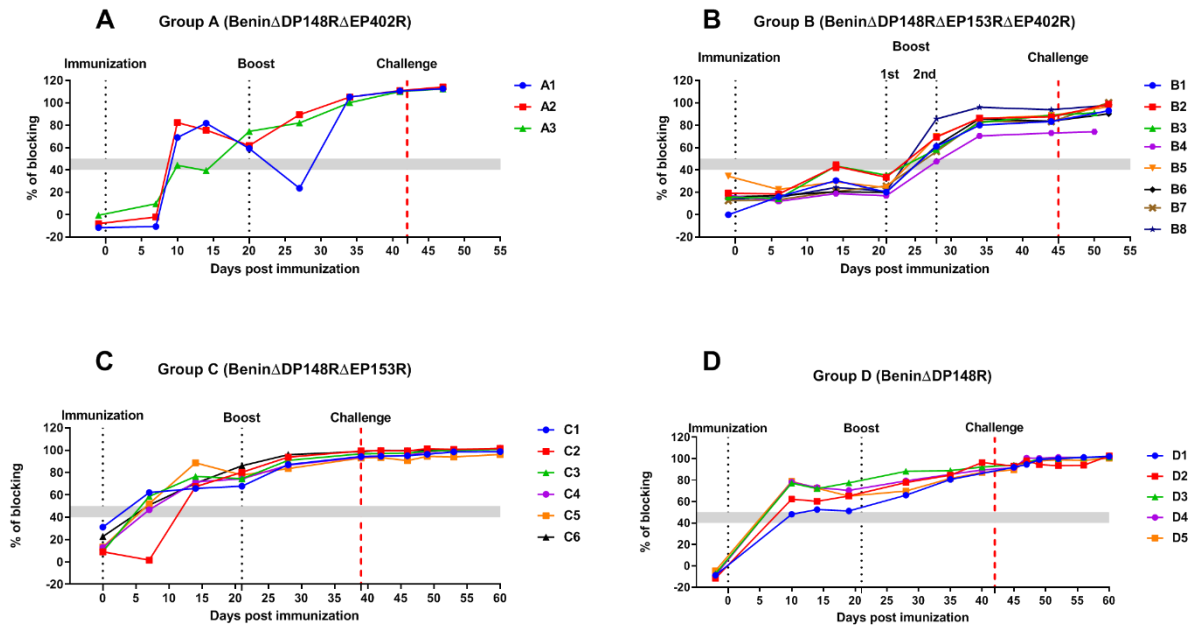 A
Group A (BeninΔDP148RΔEP402R)
Immunization
Boost
Challenge
120
100
80
60
40
20
0
-20
% of blocking
0 5 10 15 20 25 30 35 40 45 50 55
Days post immunization
A1
A2
A3
B
Group B (BeninΔDP148RΔEP153RΔEP402R)
Boost
Immunization
Challenge
1st 2nd
120
100
80
60
40
20
0
-20
% of blocking
0 5 10 15 20 25 30 35 40 45 50 55
Days post immunization
B1
B2
B3
B4
B5
B6
B7
B8
C
Group C (BeninΔDP148RΔEP153R)
Immunization
Boost
Challenge
120
100
80
60
40
20
0
-20
% of blocking
0 5 10 15 20 25 30 35 40 45 50 55 60
Days post immunization
C1
C2
C3
C4
C5
C6
D
Group D (BeninΔDP148R)
Immunization
Boost
Challenge
120
100
80
60
40
20
0
-20
% of blocking
0 5 10 15 20 25 30 35 40 45 50 55 60
Days post immunization
D1
D2
D3
D4
D5